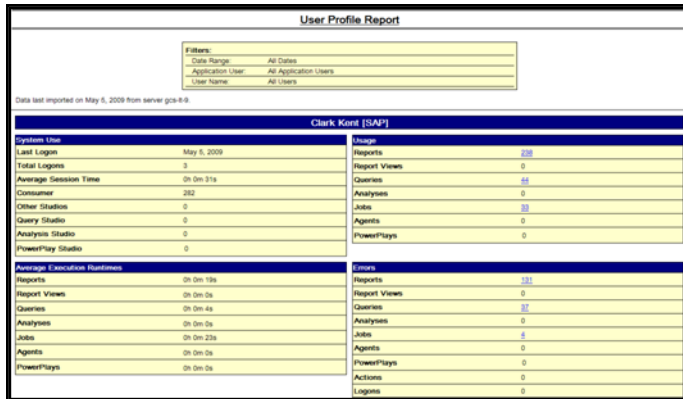 User Profile Report
Filters:
Date Range: All Dates
Application User: All Application Users
User Name: All Users
Data last imported on May 5, 2009 from server gcs-lt-9.
Clark Kont [SAP]
System Use
Last Logon May 5, 2009
Total Logons 3
Average Session Time 0h 0m 31s
Consumer 282
Other Studios 0
Query Studio 0
Analysis Studio 0
PowerPlay Studio 0
Usage
Reports 238
Report Views 0
Queries 44
Analyses 0
Jobs 33
Agents 0
PowerPlays 0
Average Execution Runtimes
Reports 0h 0m 19s
Report Views 0h 0m 0s
Queries 0h 0m 4s
Analyses 0h 0m 0s
Jobs 0h 0m 23s
Agents 0h 0m 0s
PowerPlays 0h 0m 0s
Errors
Reports 131
Report Views 0
Queries 37
Analyses 0
Jobs 4
Agents 0
PowerPlays 0
Actions 0
Logons 0